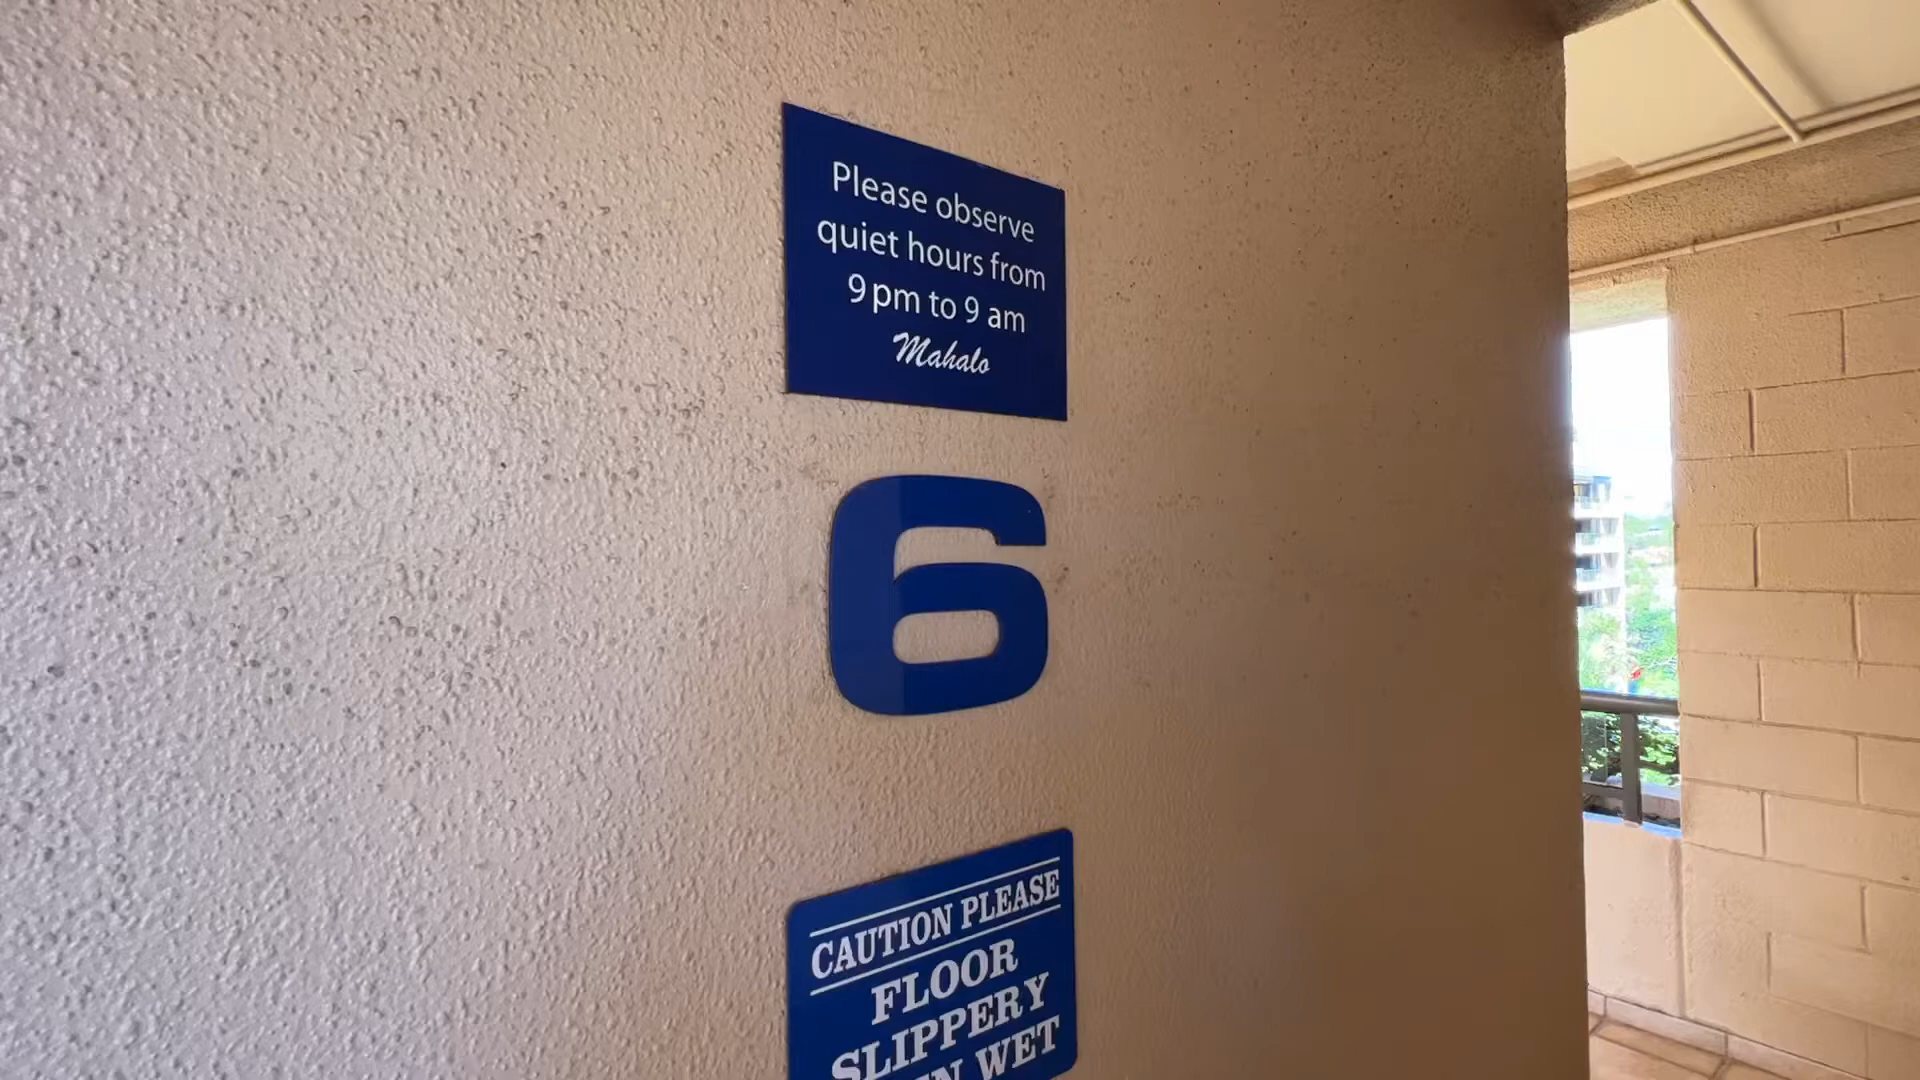 Please observe
quiet hours from
9 pm to 9 am
Mahalo
6
CAUTION PLEASE
FLOOR
SLIPPERY
WET